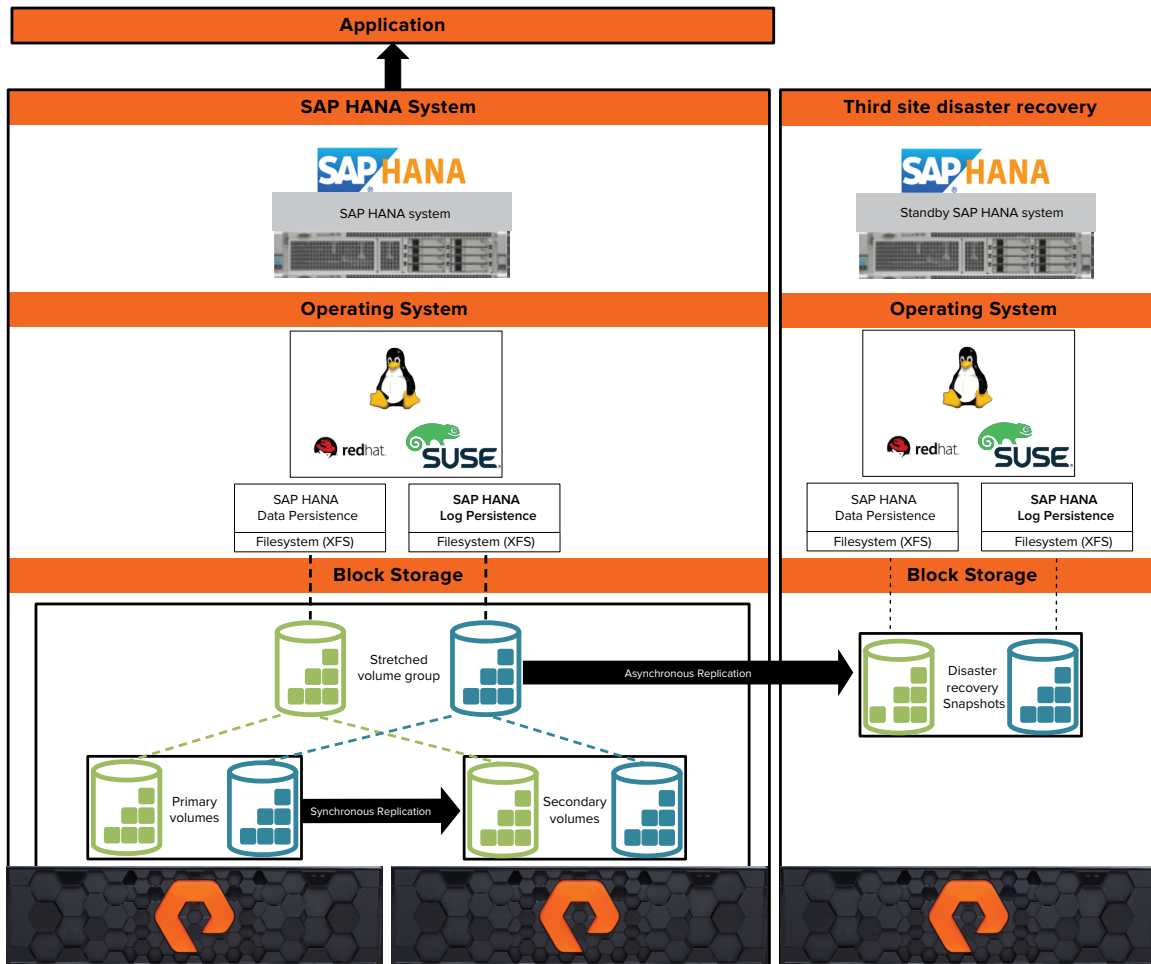 Application
SAP HANA System
SAP HANA
®
SAP HANA system
Operating System
redhat.
SUSE®
SAP HANA
Data Persistence
Filesystem (XFS)
SAP HANA
Log Persistence
Filesystem (XFS)
Block Storage
Stretched
volume group
Asynchronous Replication
Primary
volumes
Synchronous Replication
Secondary
volumes
Third site disaster recovery
SAP HANA
®
Standby SAP HANA system
Operating System
redhat.
SUSE®
SAP HANA
Data Persistence
Filesystem (XFS)
SAP HANA
Log Persistence
Filesystem (XFS)
Block Storage
Disaster
recovery
Snapshots